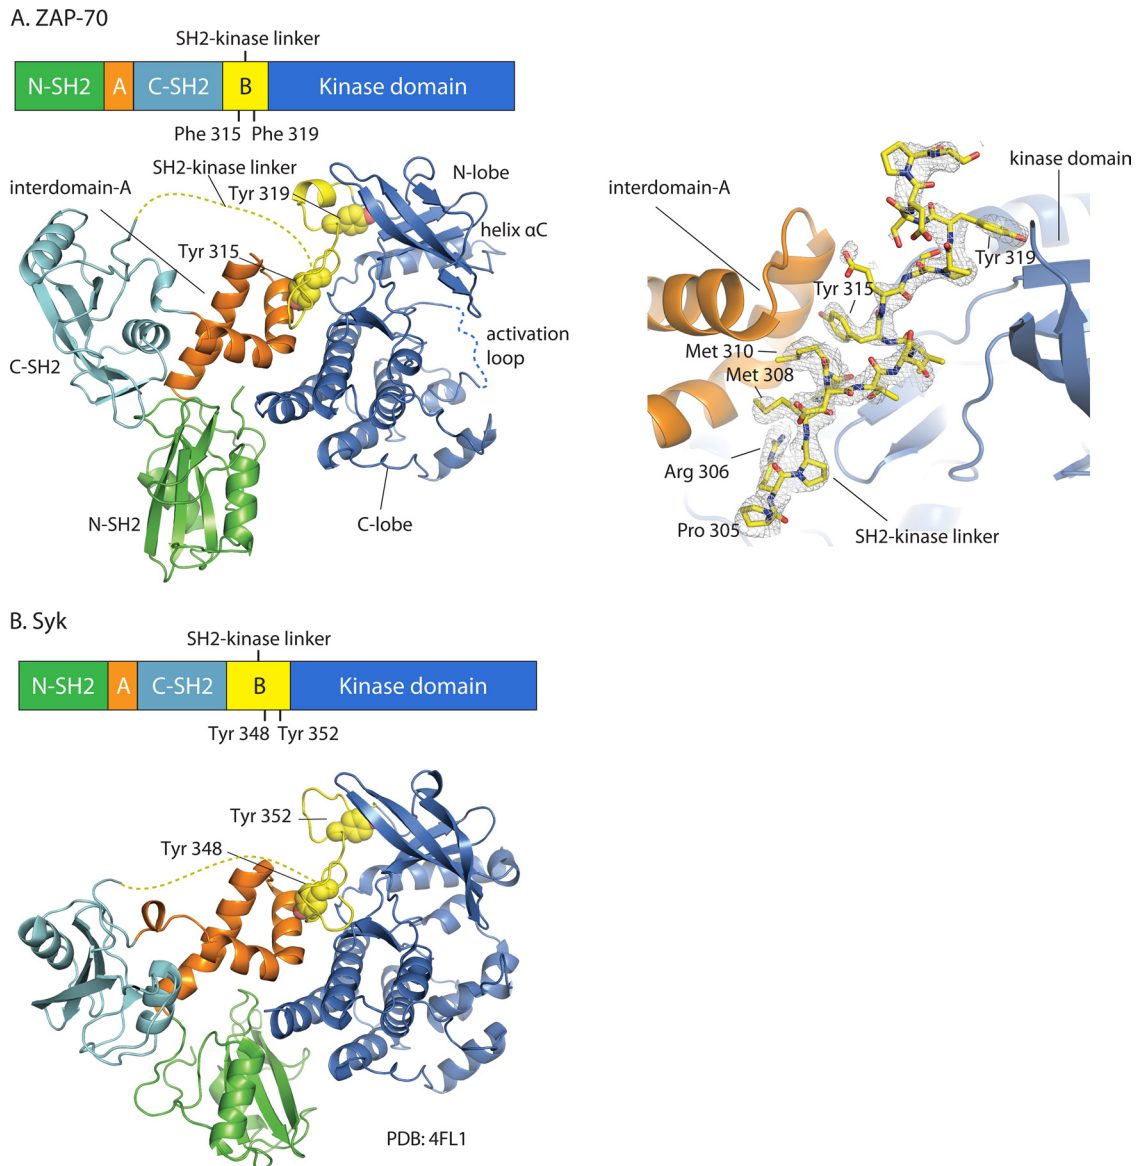 A. ZAP-70
SH2-kinase linker
N-SH2 A C-SH2 B Kinase domain
Phe 315 Phe 319
SH2-kinase linker
interdomain-A
Tyr 319
N-lobe
helix αC
Tyr 315
activation
loop
C-SH2
N-SH2
C-lobe
interdomain-A
kinase domain
Tyr 319
Tyr 315
Met 310
Met 308
Arg 306
Pro 305
SH2-kinase linker
B. Syk
SH2-kinase linker
N-SH2 A C-SH2 B Kinase domain
Tyr 348 Tyr 352
Tyr 352
Tyr 348
PDB: 4FL1